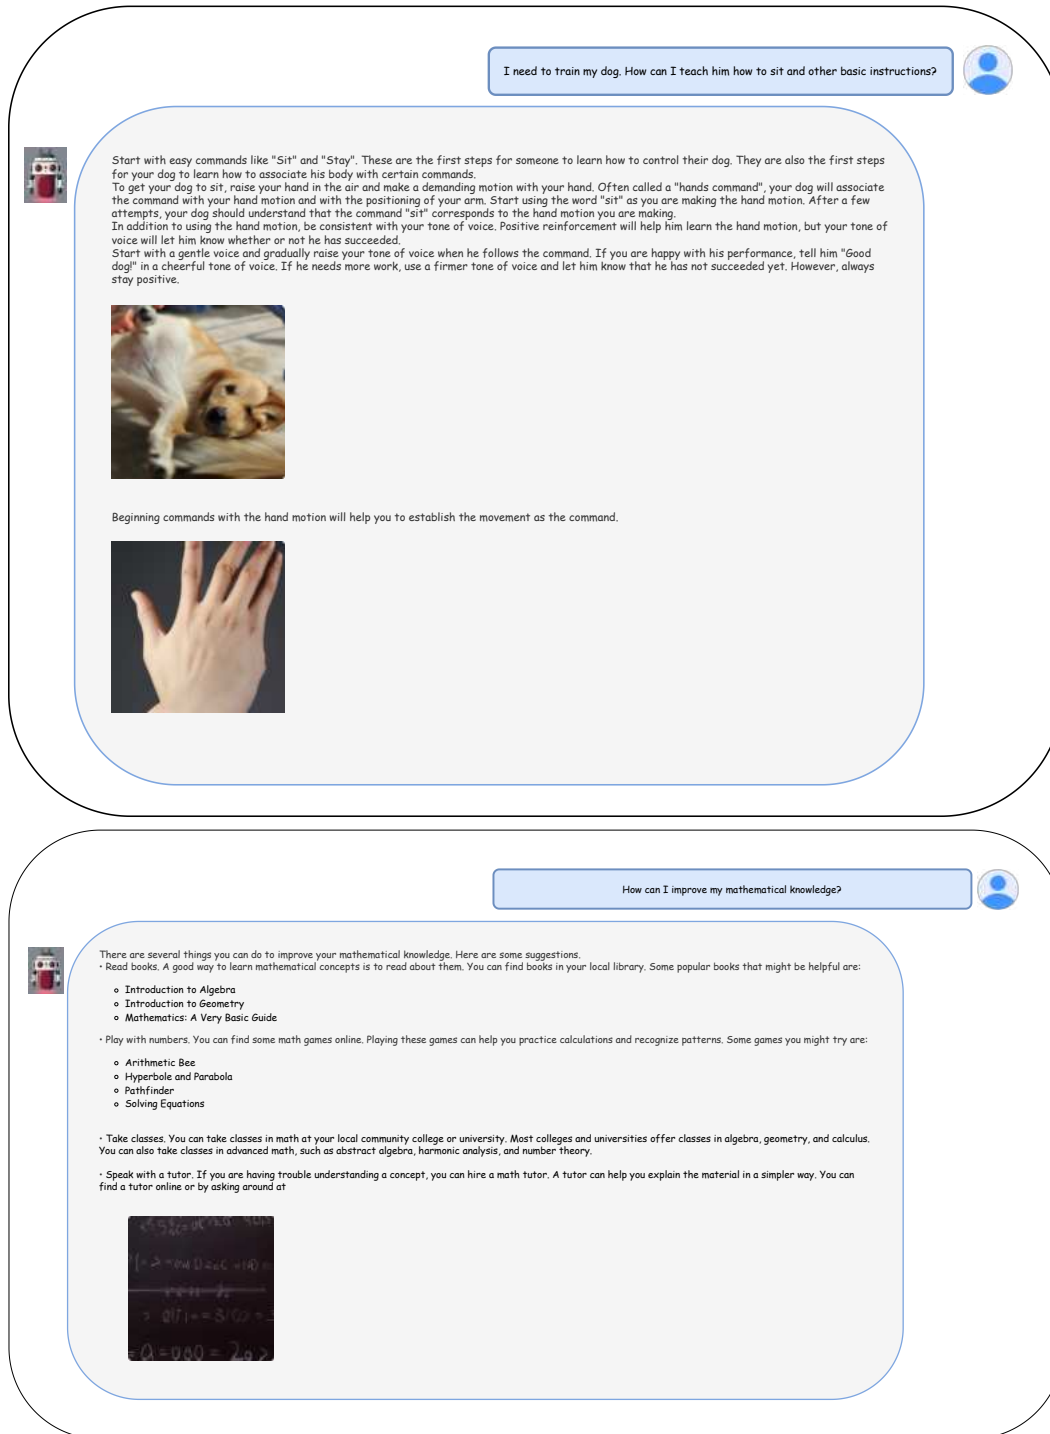 I need to train my dog. How can I teach him how to sit and other basic instructions?
Start with easy commands like "Sit" and "Stay". These are the first steps for someone to learn how to control their dog. They are also the first steps
for your dog to learn how to associate his body with certain commands.
To get your dog to sit, raise your hand in the air and make a demanding motion with your hand. Often called a "hands command", your dog will associate
the command with your hand motion and with the positioning of your arm. Start using the word "sit" as you are making the hand motion. After a few
attempts, your dog should understand that the command "sit" corresponds to the hand motion you are making.
In addition to using the hand motion, be consistent with your tone of voice. Positive reinforcement will help him learn the hand motion, but your tone of
voice will let him know whether or not he has succeeded.
Start with a gentle voice and gradually raise your tone of voice when he follows the command. If you are happy with his performance, tell him "Good
dog!" in a cheerful tone of voice. If he needs more work, use a firmer tone of voice and let him know that he has not succeeded yet. However, always
stay positive.
Beginning commands with the hand motion will help you to establish the movement as the command.
How can I improve my mathematical knowledge?
There are several things you can do to improve your mathematical knowledge. Here are some suggestions.
• Read books. A good way to learn mathematical concepts is to read about them. You can find books in your local library. Some popular books that might be helpful are:
Introduction to Algebra
Introduction to Geometry
Mathematics: A Very Basic Guide
• Play with numbers. You can find some math games online. Playing these games can help you practice calculations and recognize patterns. Some games you might try are:
Arithmetic Bee
Hyperbole and Parabola
Pathfinder
Solving Equations
• Take classes. You can take classes in math at your local community college or university. Most colleges and universities offer classes in algebra, geometry, and calculus.
You can also take classes in advanced math, such as abstract algebra, harmonic analysis, and number theory.
• Speak with a tutor. If you are having trouble understanding a concept, you can hire a math tutor. A tutor can help you explain the material in a simpler way. You can
find a tutor online or by asking around at